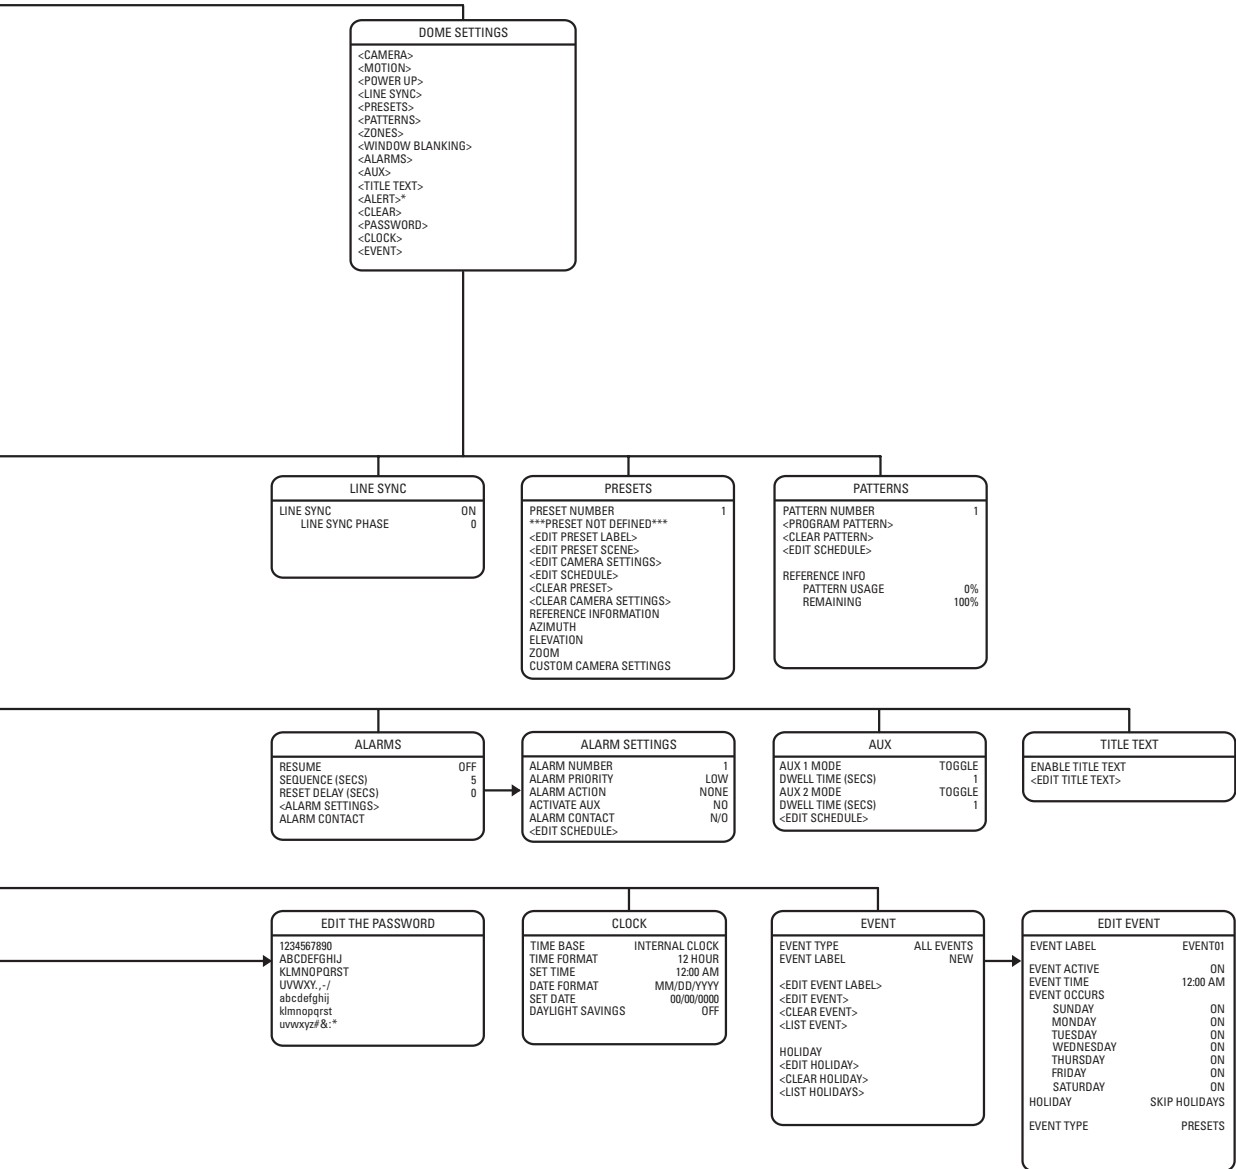 DOME SETTINGS
<CAMERA>
<MOTION>
<POWER UP>
<LINE SYNC>
<PRESETS>
<PATTERNS>
<ZONES>
<WINDOW BLANKING>
<ALARMS>
<AUX>
<TITLE TEXT>
<ALERT>*
<CLEAR>
<PASSWORD>
<CLOCK>
<EVENT>
LINE SYNC
LINE SYNC ON
LINE SYNC PHASE 0
PRESETS
PRESET NUMBER 1
***PRESET NOT DEFINED***
<EDIT PRESET LABEL>
<EDIT PRESET SCENE>
<EDIT CAMERA SETTINGS>
<EDIT SCHEDULE>
<CLEAR PRESET>
<CLEAR CAMERA SETTINGS>
REFERENCE INFORMATION
AZIMUTH
ELEVATION
ZOOM
CUSTOM CAMERA SETTINGS
PATTERNS
PATTERN NUMBER 1
<PROGRAM PATTERN>
<CLEAR PATTERN>
<EDIT SCHEDULE>
REFERENCE INFO
PATTERN USAGE 0%
REMAINING 100%
ALARMS
RESUME OFF
SEQUENCE (SECS) 5
RESET DELAY (SECS) 0
<ALARM SETTINGS>
ALARM CONTACT
ALARM SETTINGS
ALARM NUMBER 1
ALARM PRIORITY LOW
ALARM ACTION NONE
ACTIVATE AUX NO
ALARM CONTACT N/O
<EDIT SCHEDULE>
AUX
AUX 1 MODE TOGGLE
DWELL TIME (SECS) 1
AUX 2 MODE TOGGLE
DWELL TIME (SECS) 1
<EDIT SCHEDULE>
TITLE TEXT
ENABLE TITLE TEXT
<EDIT TITLE TEXT>
EDIT THE PASSWORD
1234567890
ABCDEFGHIJ
KLMNOPQRST
UVWXY.,-/
abcdefghij
klmnopqrst
uvwxyz#&:*
CLOCK
TIME BASE INTERNAL CLOCK
TIME FORMAT 12 HOUR
SET TIME 12:00 AM
DATE FORMAT MM/DD/YYYY
SET DATE 00/00/0000
DAYLIGHT SAVINGS OFF
EVENT
EVENT TYPE ALL EVENTS
EVENT LABEL NEW
<EDIT EVENT LABEL>
<EDIT EVENT>
<CLEAR EVENT>
<LIST EVENT>
HOLIDAY
<EDIT HOLIDAY>
<CLEAR HOLIDAY>
<LIST HOLIDAYS>
EDIT EVENT
EVENT LABEL EVENT01
EVENT ACTIVE ON
EVENT TIME 12:00 AM
EVENT OCCURS
SUNDAY ON
MONDAY ON
TUESDAY ON
WEDNESDAY ON
THURSDAY ON
FRIDAY ON
SATURDAY ON
HOLIDAY SKIP HOLIDAYS
EVENT TYPE PRESETS